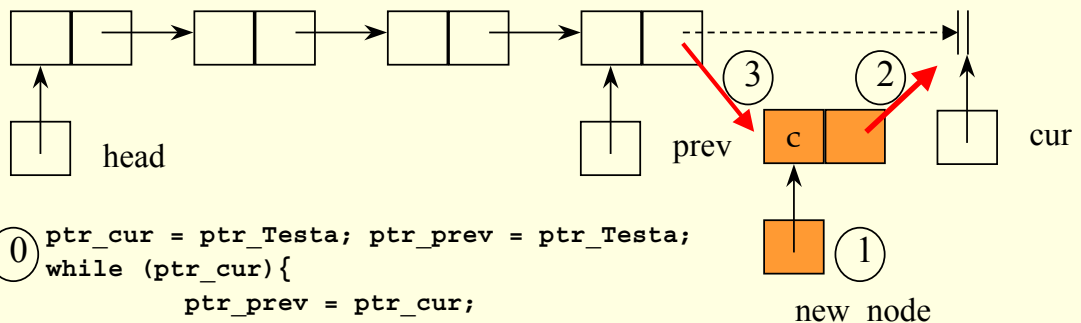 3
2
c
head
prev
cur
0
ptr_cur = ptr_Testa; ptr_prev = ptr_Testa;
while (ptr_cur){
ptr_prev = ptr_cur;
1
new node